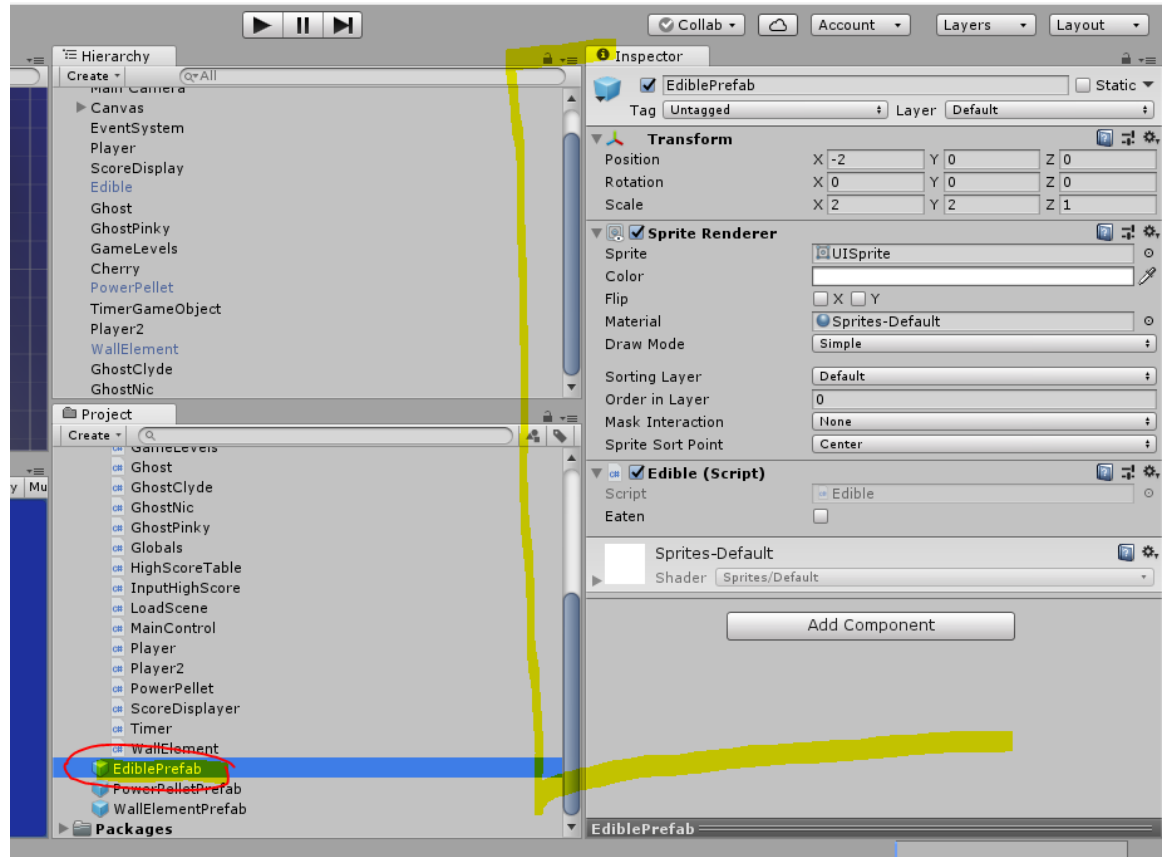 Collab Account Layers Layout
Hierarchy
Create All
Main Camera
Canvas
EventSystem
Player
ScoreDisplay
Edible
Ghost
GhostPinky
GameLevels
Cherry
PowerPellet
TimerGameObject
Player2
WallElement
GhostClyde
GhostNic
Project
Create
GameLevels
Ghost
GhostClyde
GhostNic
GhostPinky
Globals
HighScoreTable
InputHighScore
LoadScene
MainControl
Player
Player2
PowerPellet
ScoreDisplayer
Timer
WallElement
EdiblePrefab
PowerPelletPrefab
WallElementPrefab
Packages
y Mu
Inspector
EdiblePrefab Static
Tag Untagged Layer Default
Transform
Position X -2 Y 0 Z 0
Rotation X 0 Y 0 Z 0
Scale X 2 Y 2 Z 1
Sprite Renderer
Sprite UISprite
Color
Flip X Y
Material Sprites-Default
Draw Mode Simple
Sorting Layer Default
Order in Layer 0
Mask Interaction None
Sprite Sort Point Center
Edible (Script)
Script Edible
Eaten
Sprites-Default
Shader Sprites/Default
Add Component
EdiblePrefab